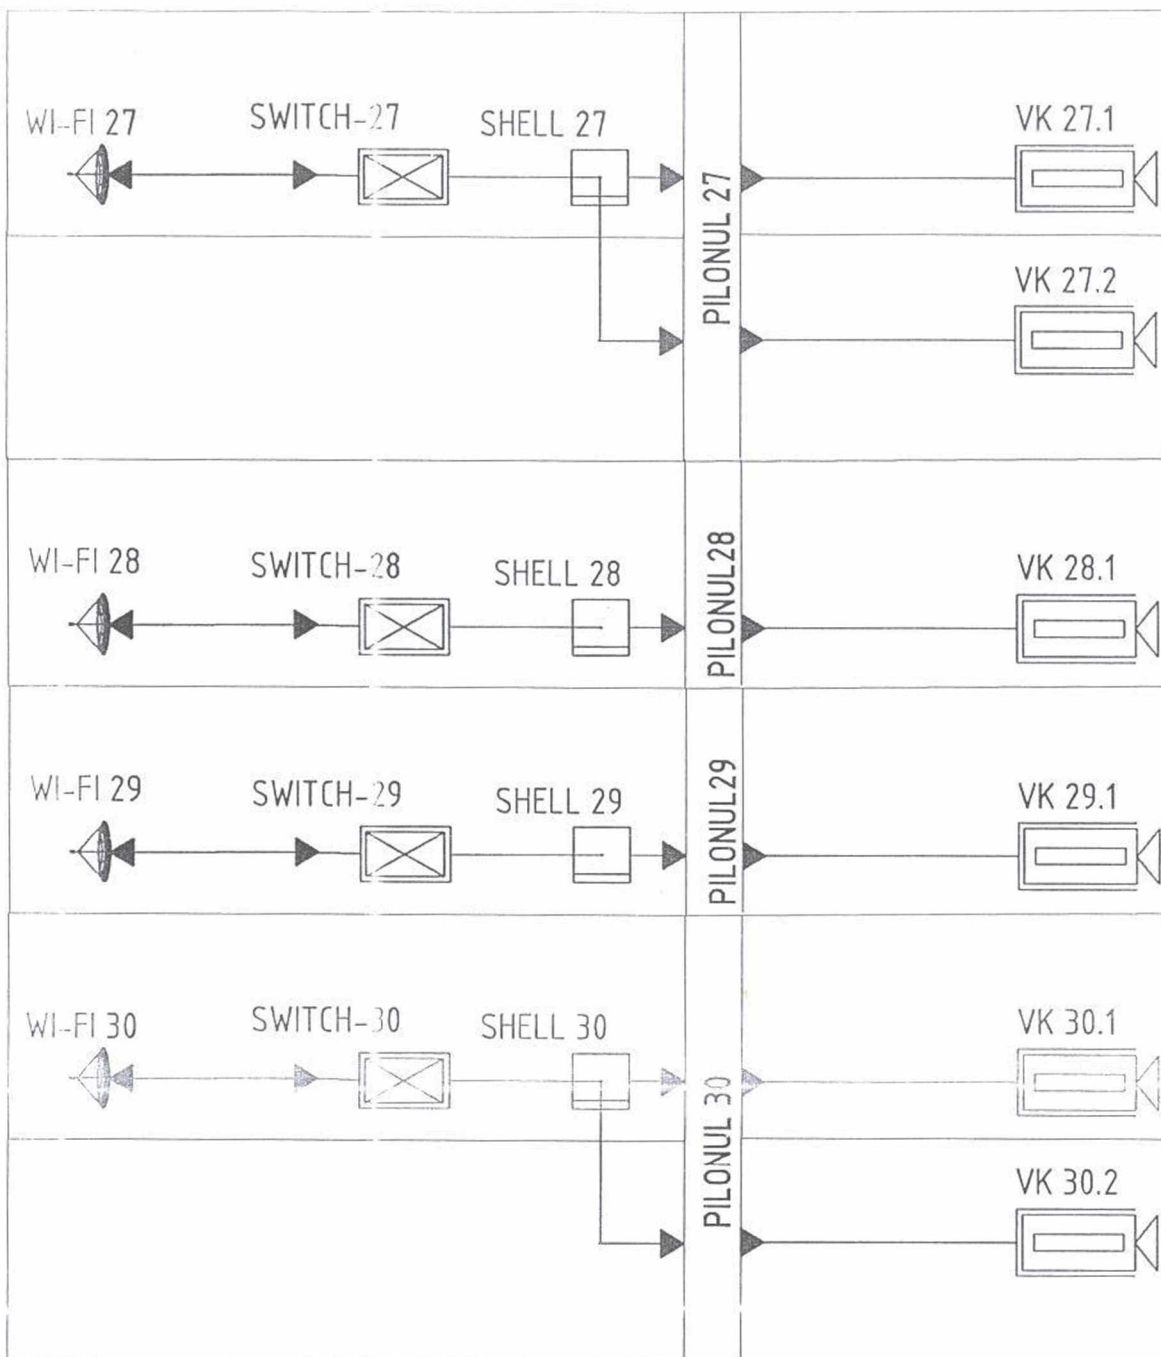 WI-FI 27
SWITCH-27
SHELL 27
PILONUL 27
VK 27.1
VK 27.2
WI-FI 28
SWITCH-28
SHELL 28
PILONUL28
VK 28.1
WI-FI 29
SWITCH-29
SHELL 29
PILONUL29
VK 29.1
WI-FI 30
SWITCH-30
SHELL 30
PILONUL 30
VK 30.1
VK 30.2